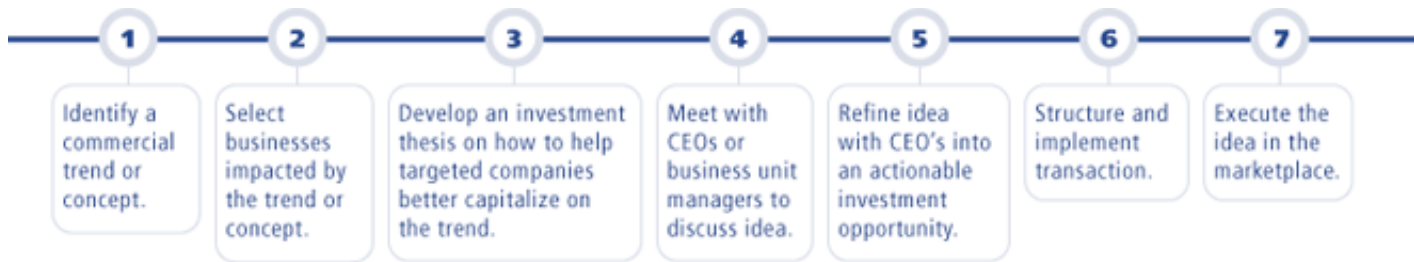 1
Identify a
commercial
trend or
concept.
2
Select
businesses
impacted by
the trend or
concept.
3
Develop an investment
thesis on how to help
targeted companies
better capitalize on
the trend.
4
Meet with
CEOs or
business unit
managers to
discuss idea.
5
Refine idea
with CEO's into
an actionable
investment
opportunity.
6
Structure and
implement
transaction.
7
Execute the
idea in the
marketplace.